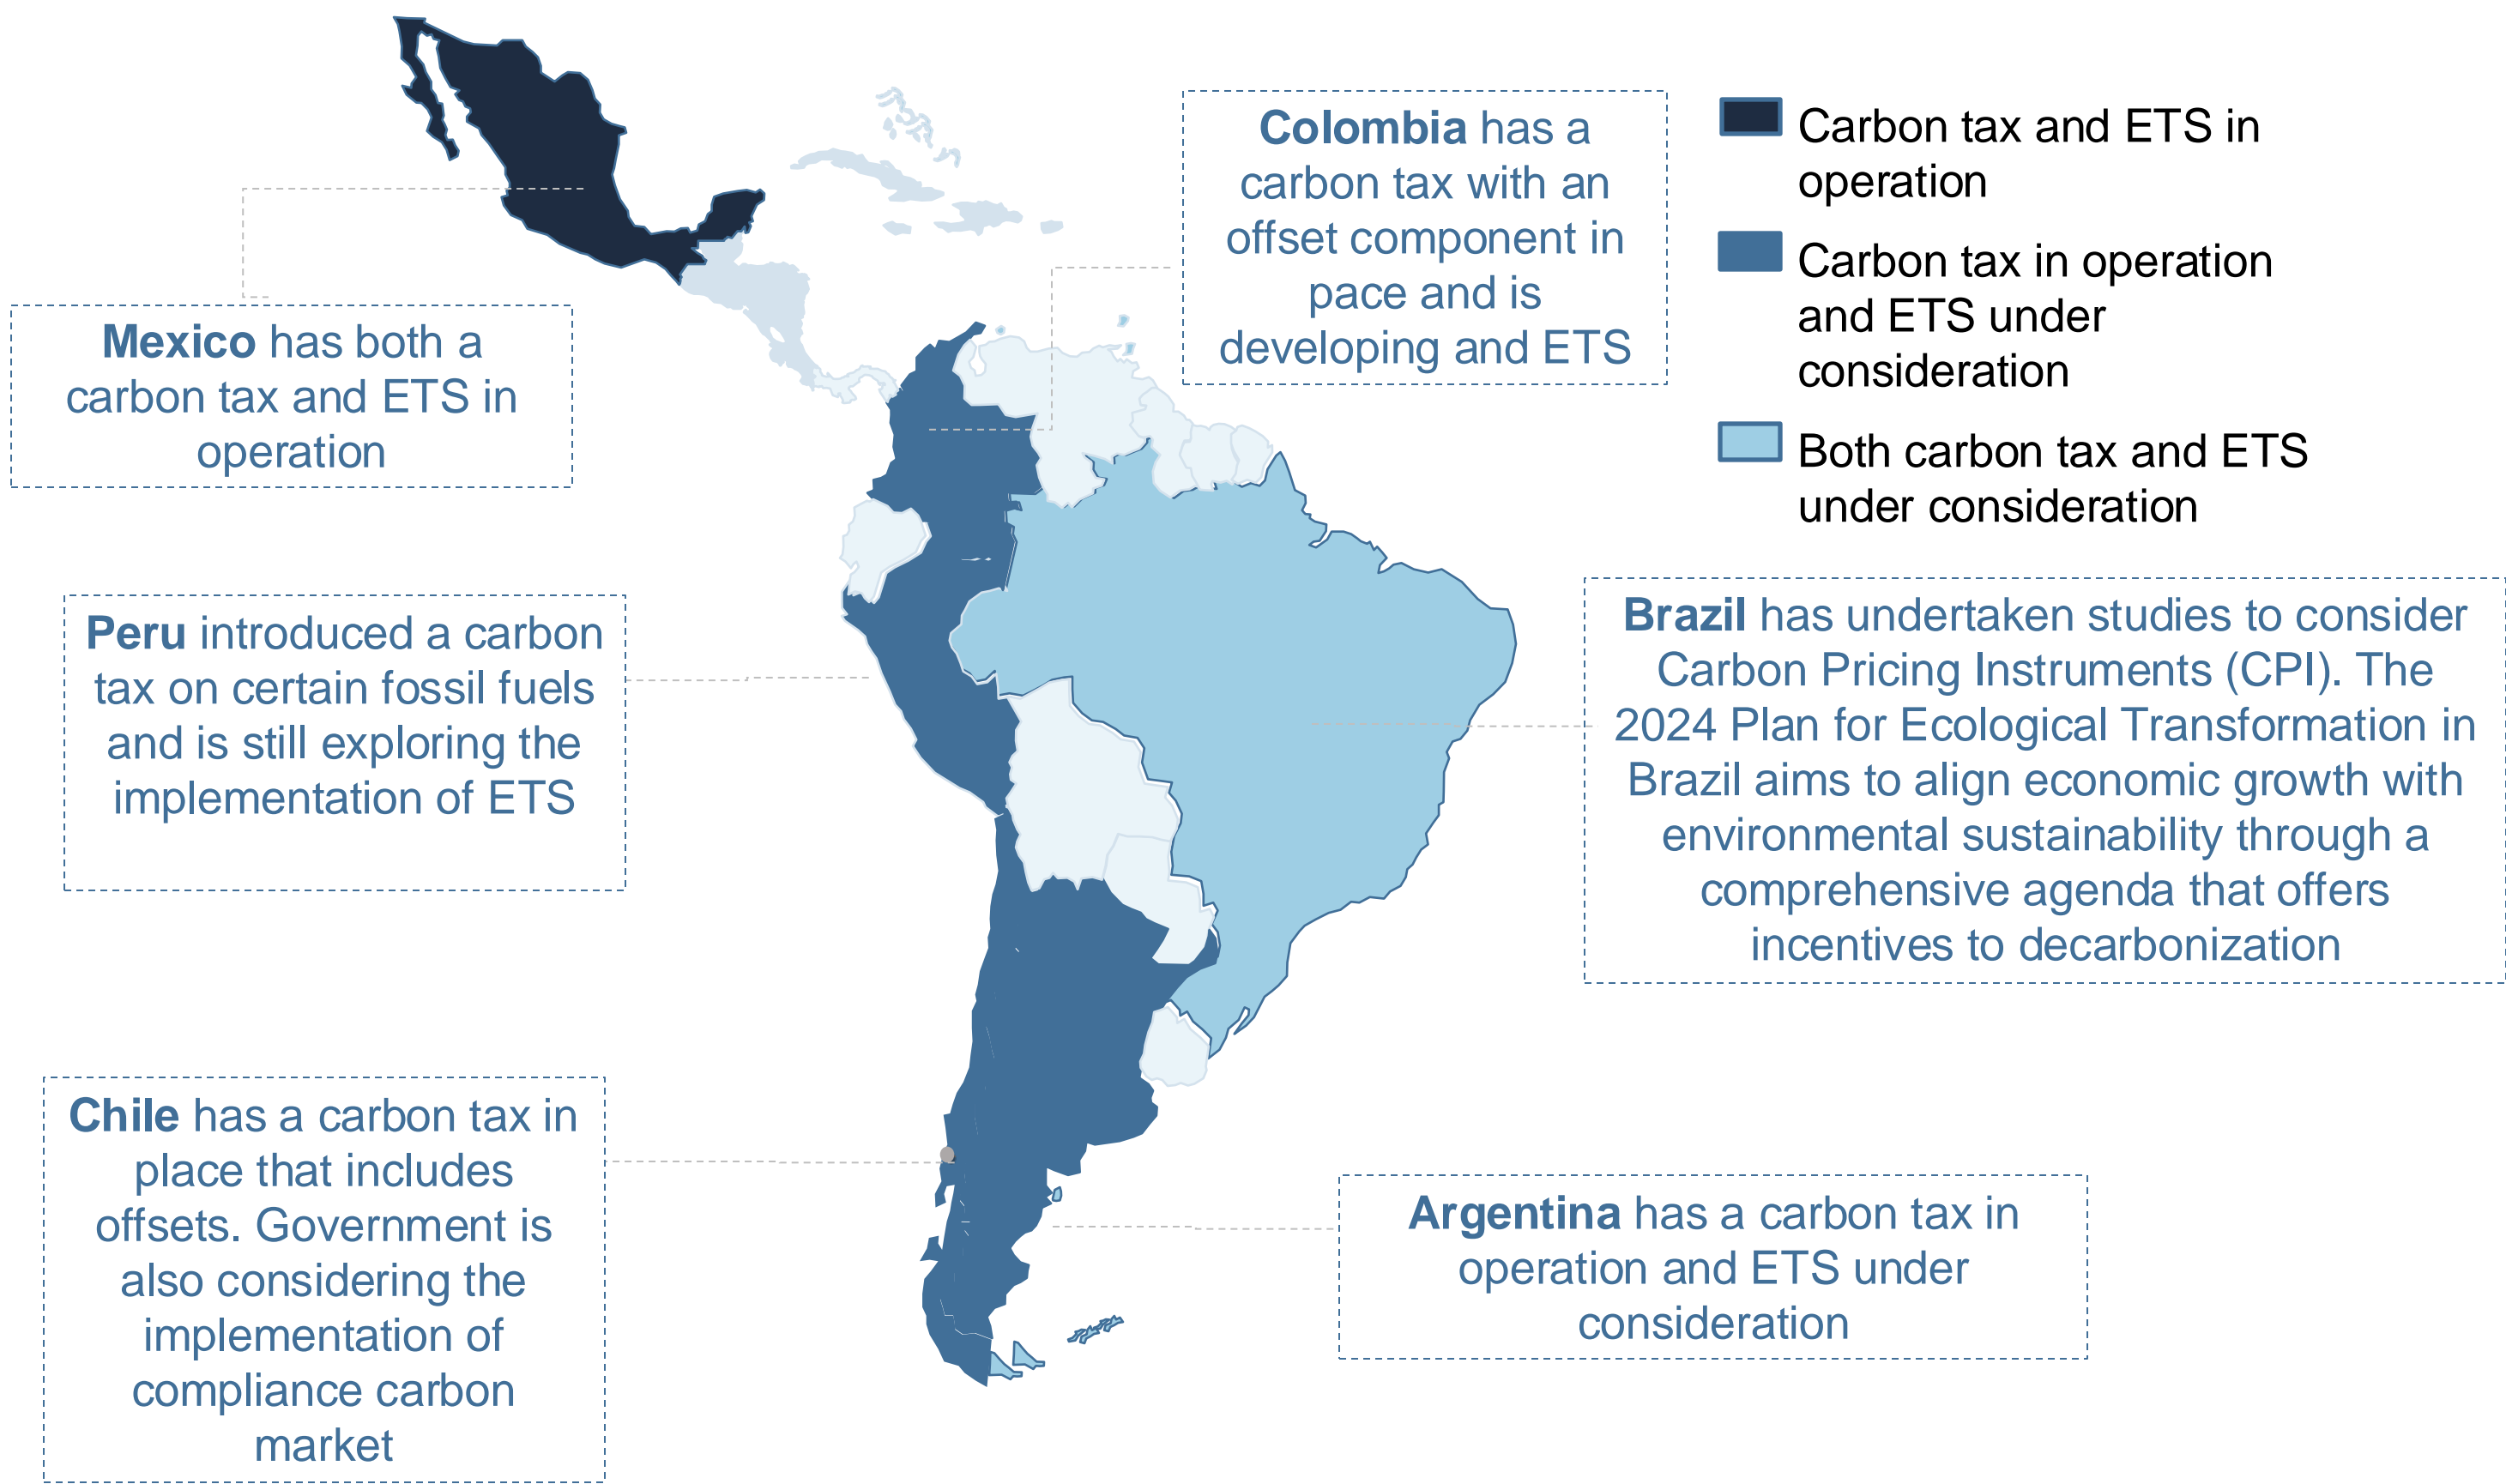 Mexico has both a
carbon tax and ETS in
operation
Colombia has a
carbon tax with an
offset component in
pace and is
developing and ETS
Carbon tax and ETS in
operation
Carbon tax in operation
and ETS under
consideration
Both carbon tax and ETS
under consideration
Peru introduced a carbon
tax on certain fossil fuels
and is still exploring the
implementation of ETS
Brazil has undertaken studies to consider
Carbon Pricing Instruments (CPI). The
2024 Plan for Ecological Transformation in
Brazil aims to align economic growth with
environmental sustainability through a
comprehensive agenda that offers
incentives to decarbonization
Chile has a carbon tax in
place that includes
offsets. Government is
also considering the
implementation of
compliance carbon
market
Argentina has a carbon tax in
operation and ETS under
consideration